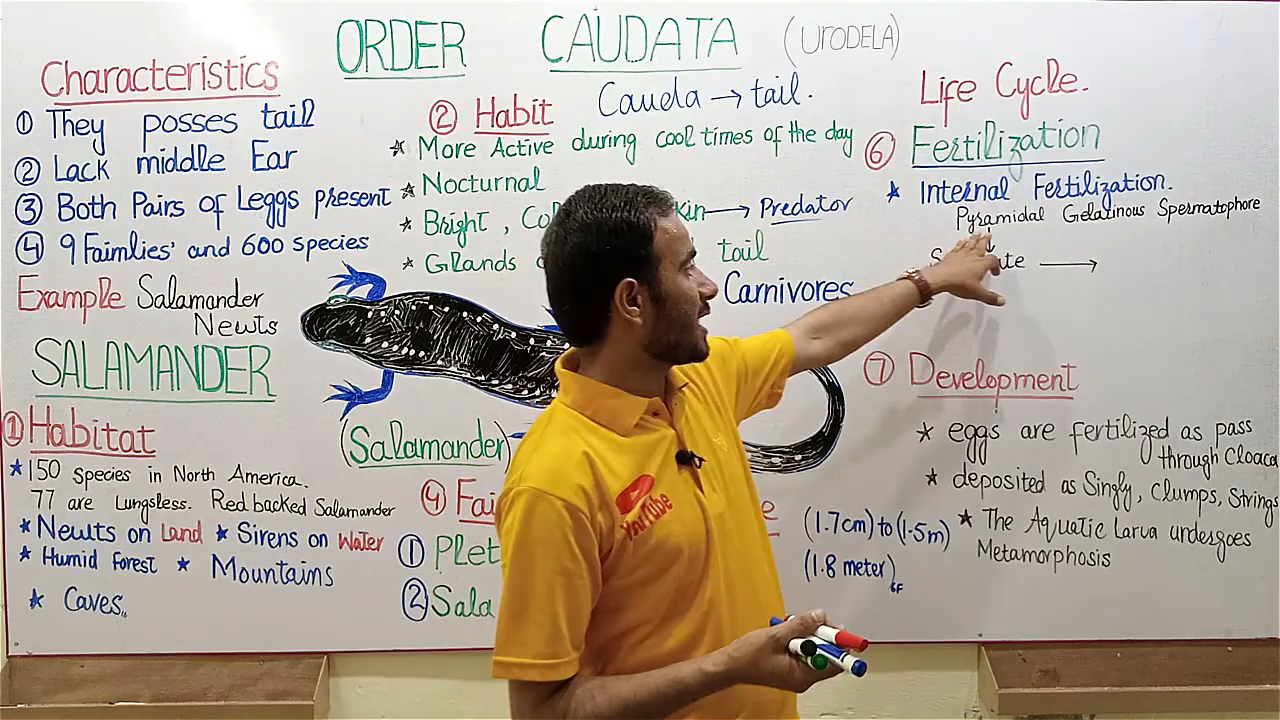 ORDER CAUDATA (URODELA)
Characteristics
① They posses tail
② Lack middle Ear
③ Both Pairs of Leggs present
④ 9 Faimlies' and 600 species
Example Salamander
Newts
SALAMANDER
① Habitat
* 150 species in North America.
77 are Lungsless. Red backed Salamander
* Newts on Land * Sirens on Water
* Humid Forest * Mountains
* Caves
Cauda → tail.
② Habit
* More Active during cool times of the day
* Nocturnal
* Bright, → Predator
* Glands tail
Carnivores
(Salamander)
④
①
②
(1.7cm) to (1.5m)
(1.8 meter)
6F
YouTube
Life Cycle.
⑥ Fertilization
* Internal Fertilization.
Pyramidal Gelatinous Spermatophore
→
⑦ Development
* eggs are fertilized as pass
through Cloaca
* deposited as Singly, Clumps, Strings
* The Aquatic Larva undergoes
Metamorphosis